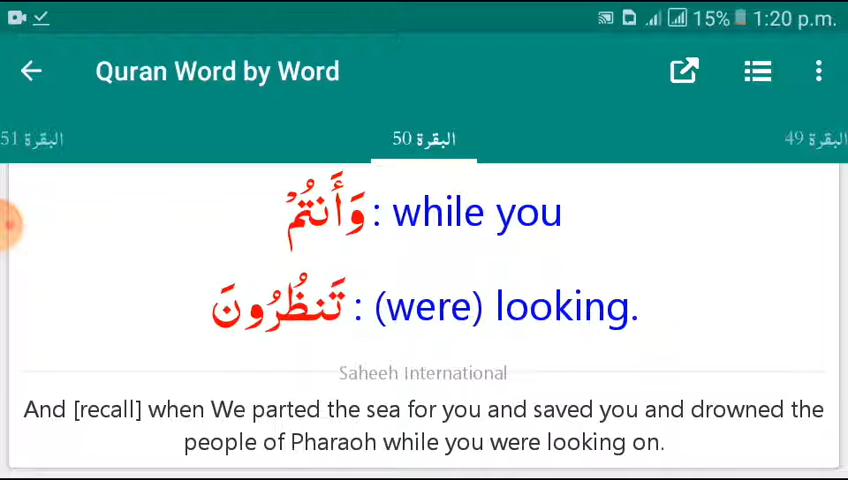 15% 1:20 p.m.
Quran Word by Word
البقرة 51 البقرة 50 البقرة 49
وَأَنتُمْ : while you
تَنظُرُونَ : (were) looking.
Saheeh International
And [recall] when We parted the sea for you and saved you and drowned the
people of Pharaoh while you were looking on.